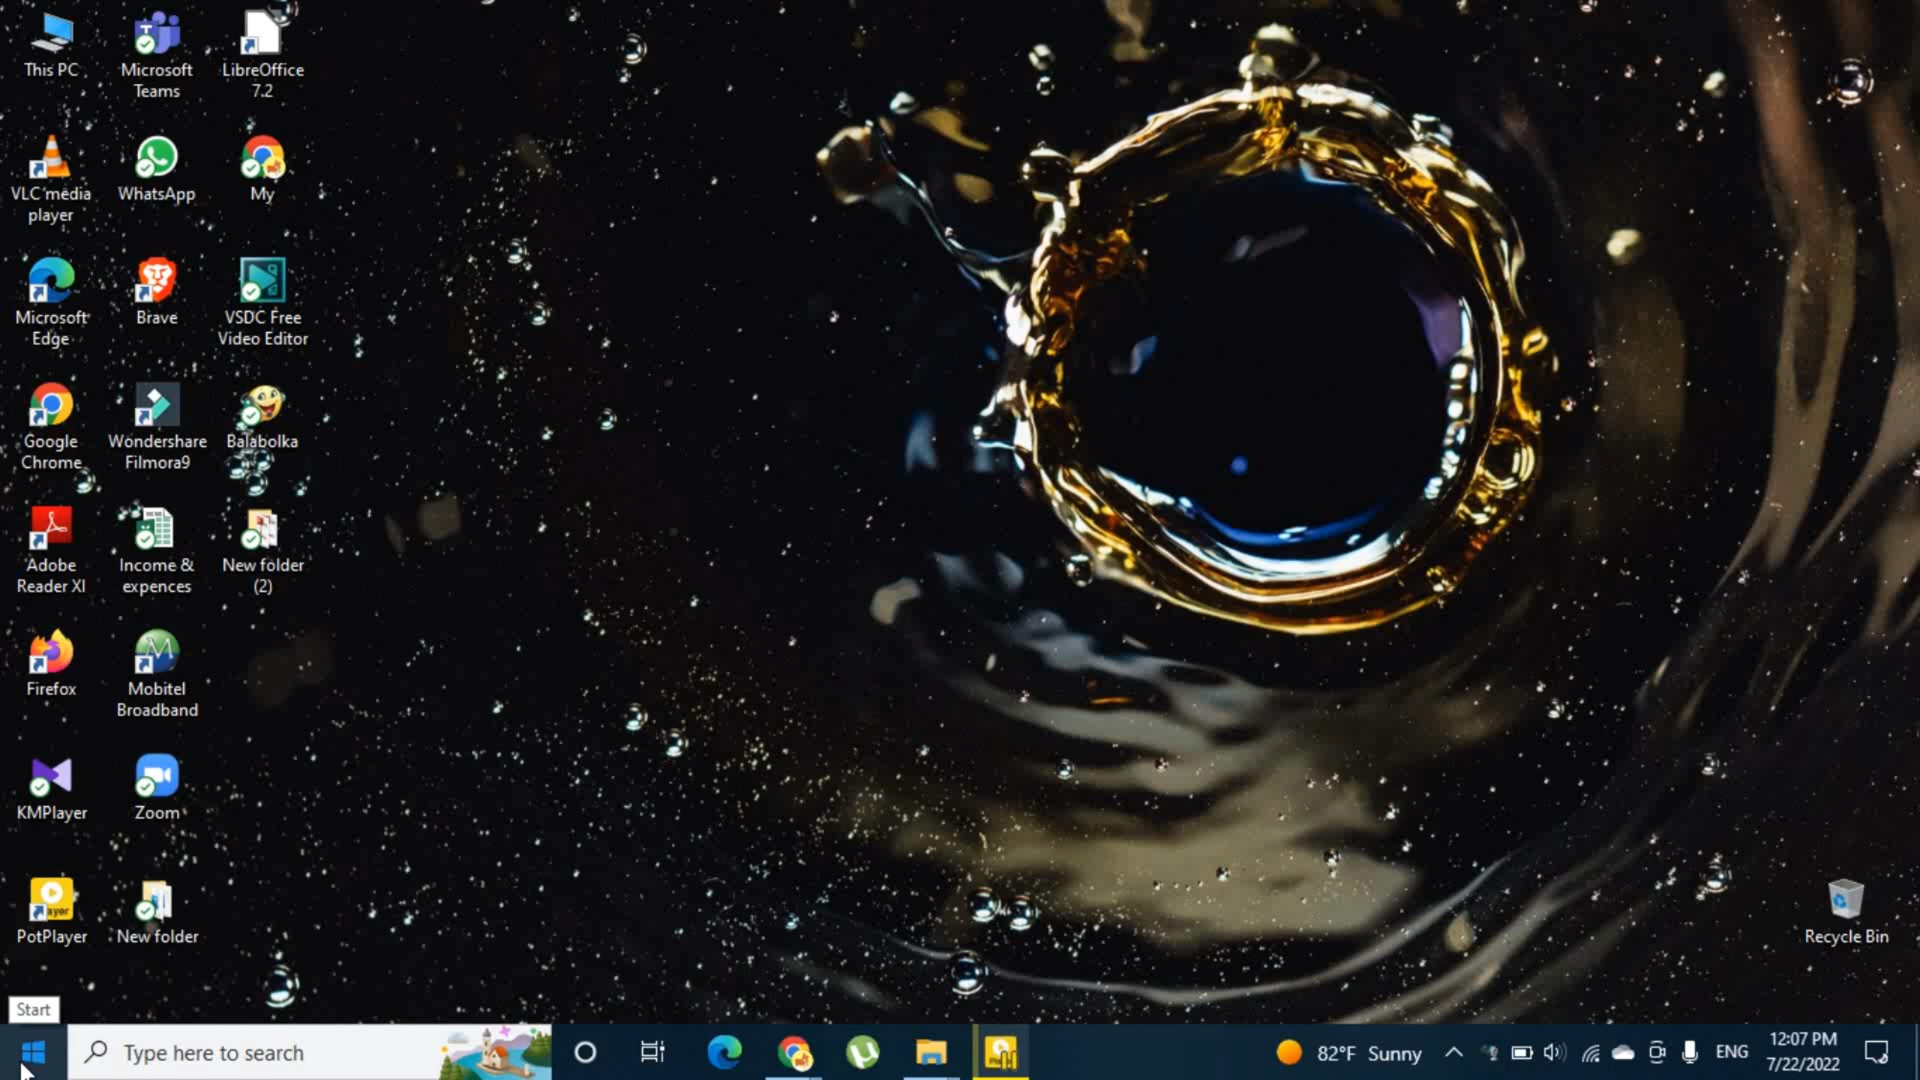 This PC
Microsoft
Teams
LibreOffice
7.2
VLC media
player
WhatsApp
My
Microsoft
Edge
Brave
VSDC Free
Video Editor
Google
Chrome
Wondershare
Filmora9
Balabolka
Adobe
Reader XI
Income &
expences
New folder
(2)
Firefox
Mobitel
Broadband
KMPlayer
Zoom
PotPlayer
New folder
Recycle Bin
Start
Type here to search
82°F Sunny
ENG
12:07 PM
7/22/2022